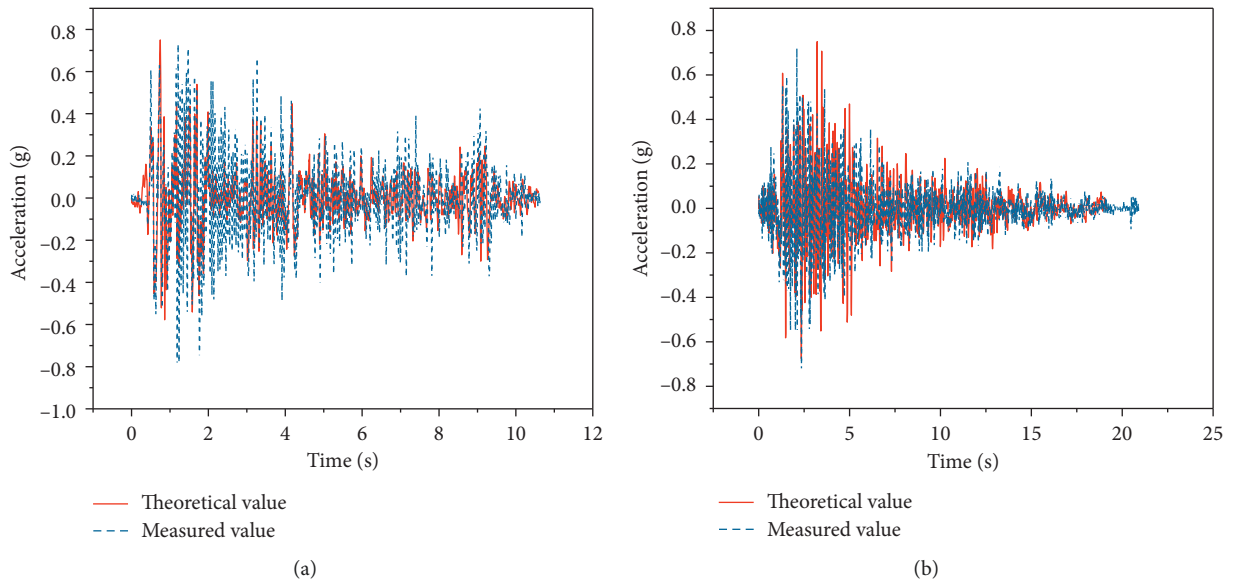 0.8
0.6
0.4
0.2
0.0
−0.2
−0.4
−0.6
−0.8
−1.0
Acceleration (g)
0 2 4 6 8 10 12
Time (s)
Theoretical value
Measured value
(a)
0.8
0.6
0.4
0.2
0.0
−0.2
−0.4
−0.6
−0.8
Acceleration (g)
0 5 10 15 20 25
Time (s)
Theoretical value
Measured value
(b)